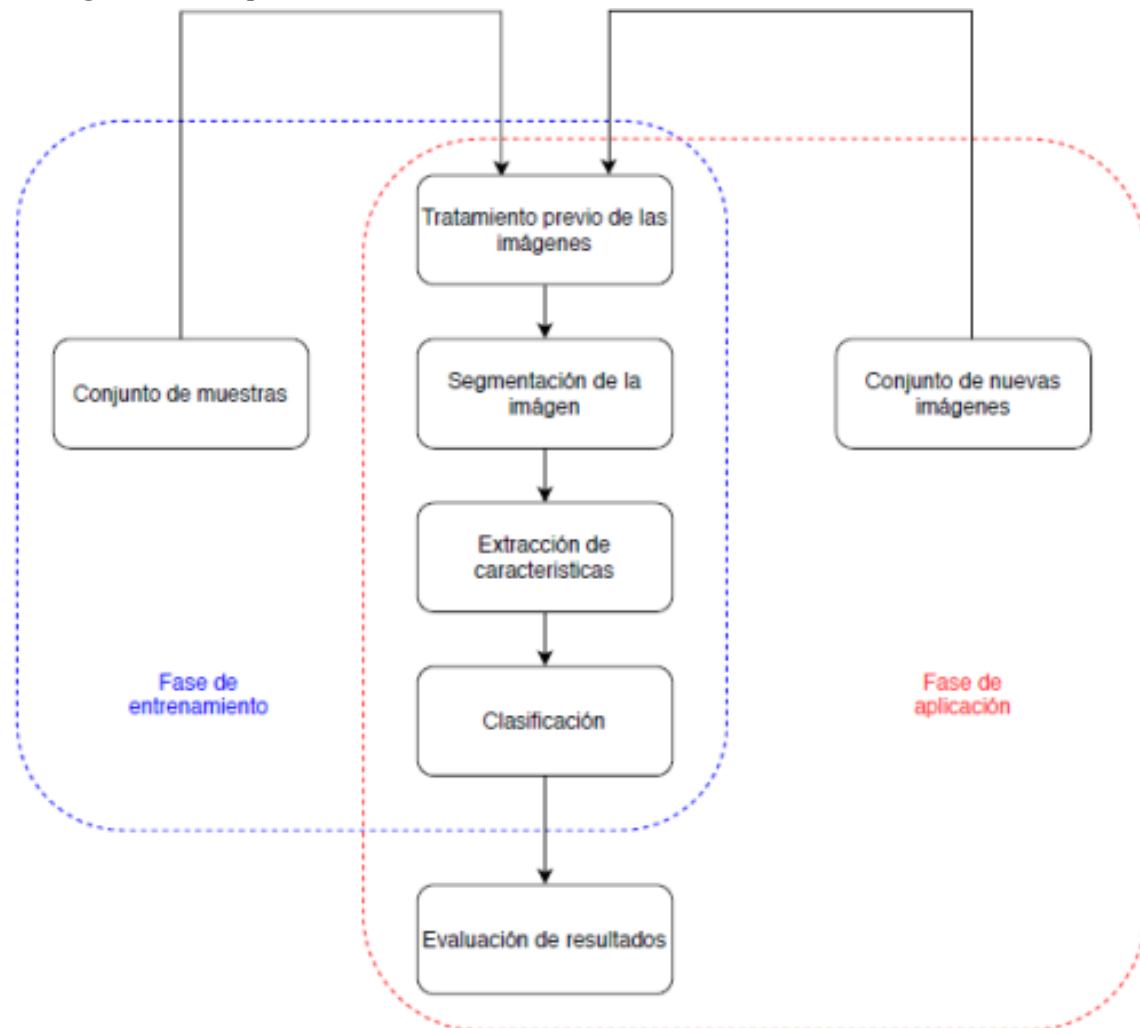 Tratamiento previo de las
imágenes
Conjunto de muestras
Segmentación de la
imágen
Conjunto de nuevas
imágenes
Extracción de
caracteristicas
Fase de
entrenamiento
Clasificación
Fase de
aplicación
Evaluación de resultados